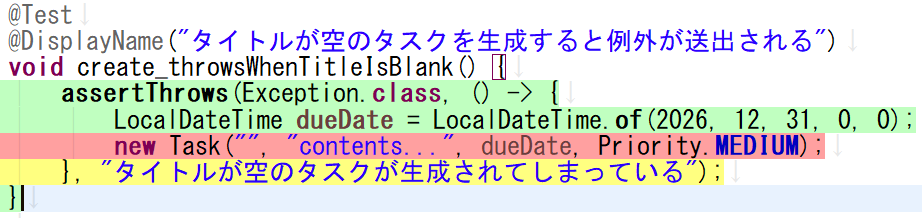 @Test
@DisplayName("タイトルが空のタスクを生成すると例外が送出される")
void create_throwsWhenTitleIsBlank() {
    assertThrows(Exception.class, () -> {
        LocalDateTime dueDate = LocalDateTime.of(2026, 12, 31, 0, 0);
        new Task("", "contents...", dueDate, Priority.MEDIUM);
    }, "タイトルが空のタスクが生成されてしまっている");
}